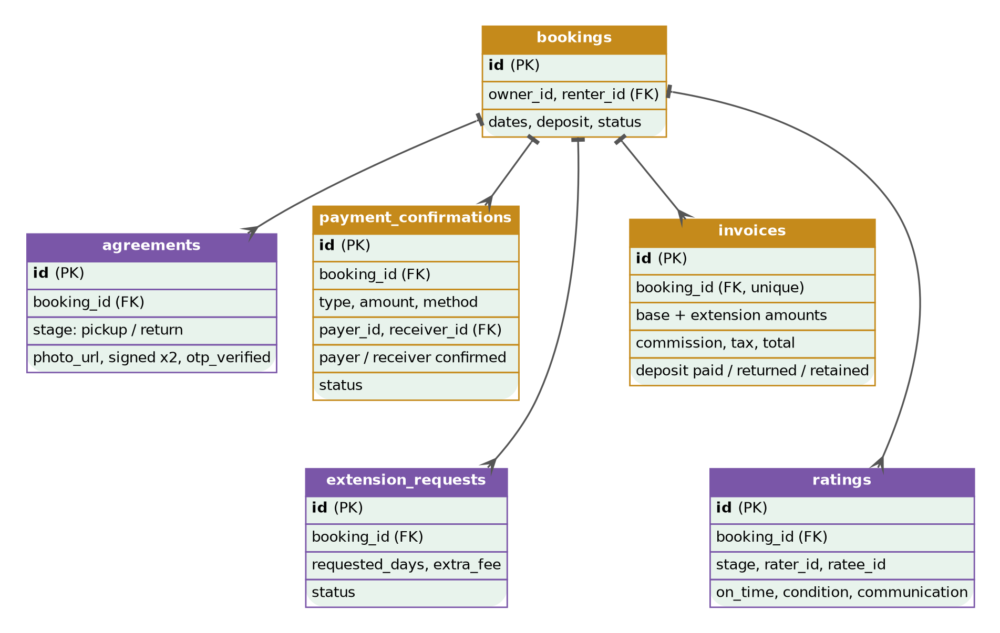 bookings
id (PK)
owner_id, renter_id (FK)
dates, deposit, status
agreements
id (PK)
booking_id (FK)
stage: pickup / return
photo_url, signed x2, otp_verified
payment_confirmations
id (PK)
booking_id (FK)
type, amount, method
payer_id, receiver_id (FK)
payer / receiver confirmed
status
invoices
id (PK)
booking_id (FK, unique)
base + extension amounts
commission, tax, total
deposit paid / returned / retained
extension_requests
id (PK)
booking_id (FK)
requested_days, extra_fee
status
ratings
id (PK)
booking_id (FK)
stage, rater_id, ratee_id
on_time, condition, communication